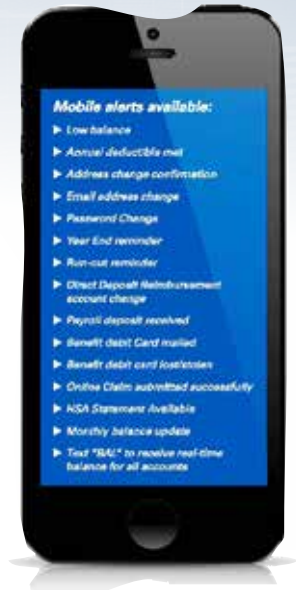 Mobile alerts available:
▶ Low balance
▶ Annual deductible met
▶ Address change confirmation
▶ Email address change
▶ Password Change
▶ Year End reminder
▶ Run-out reminder
▶ Direct Deposit Reimbursement
account change
▶ Payroll deposit received
▶ Benefit debit Card mailed
▶ Benefit debit card lost/stolen
▶ Online Claim submitted successfully
▶ HSA Statement Available
▶ Monthly balance update
▶ Text "BAL" to receive real-time
balance for all accounts